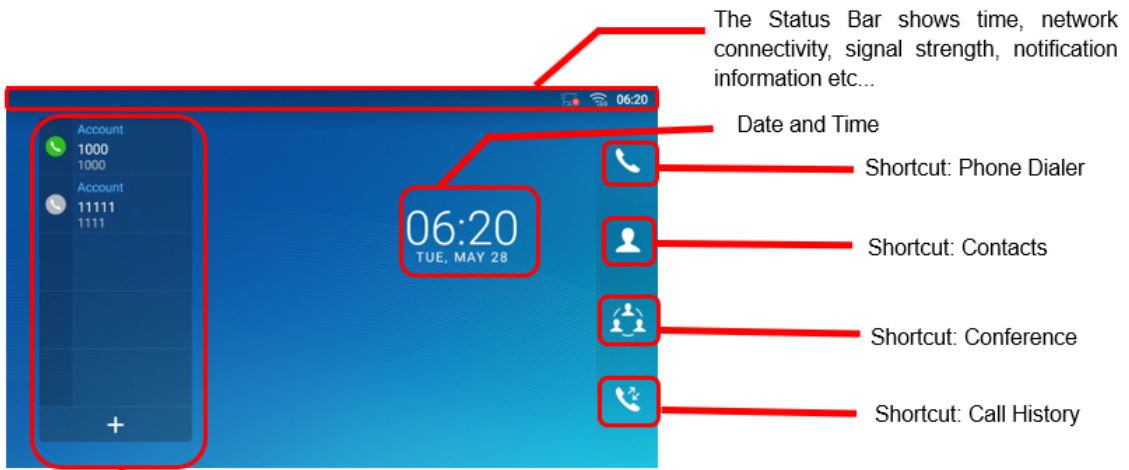 The Status Bar shows time, network
connectivity, signal strength, notification
information etc...
06:20
Date and Time
Account
1000
1000
Account
11111
1111
06:20
TUE, MAY 28
Shortcut: Phone Dialer
Shortcut: Contacts
Shortcut: Conference
Shortcut: Call History